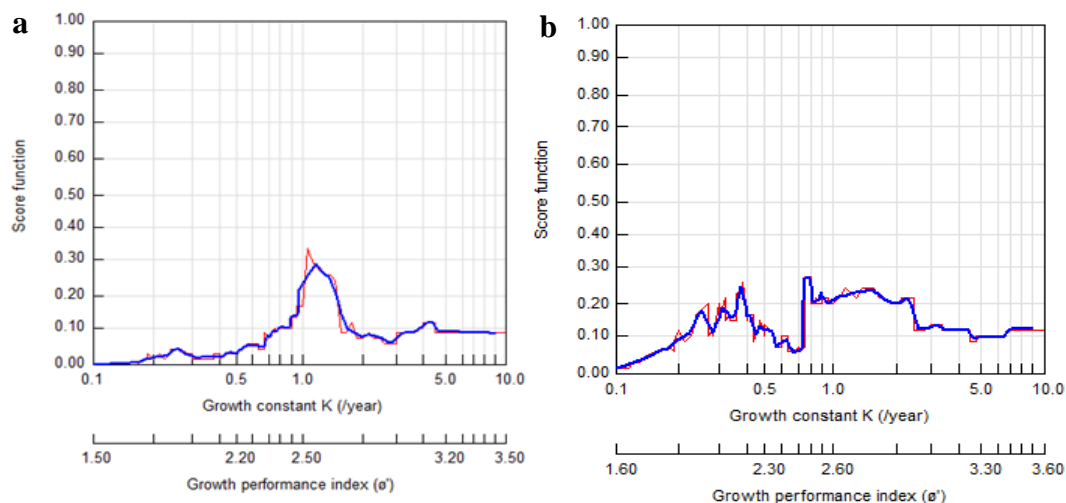 a
1.00
0.90
0.80
0.70
0.60
0.50
0.40
0.30
0.20
0.10
0.00
Score function
0.1 0.5 1.0 5.0 10.0
Growth constant K (/year)
1.50 2.20 2.50 3.20 3.50
Growth performance index (ø')
b
1.00
0.90
0.80
0.70
0.60
0.50
0.40
0.30
0.20
0.10
0.00
Score function
0.1 0.5 1.0 5.0 10.0
Growth constant K (/year)
1.60 2.30 2.60 3.30 3.60
Growth performance index (ø')